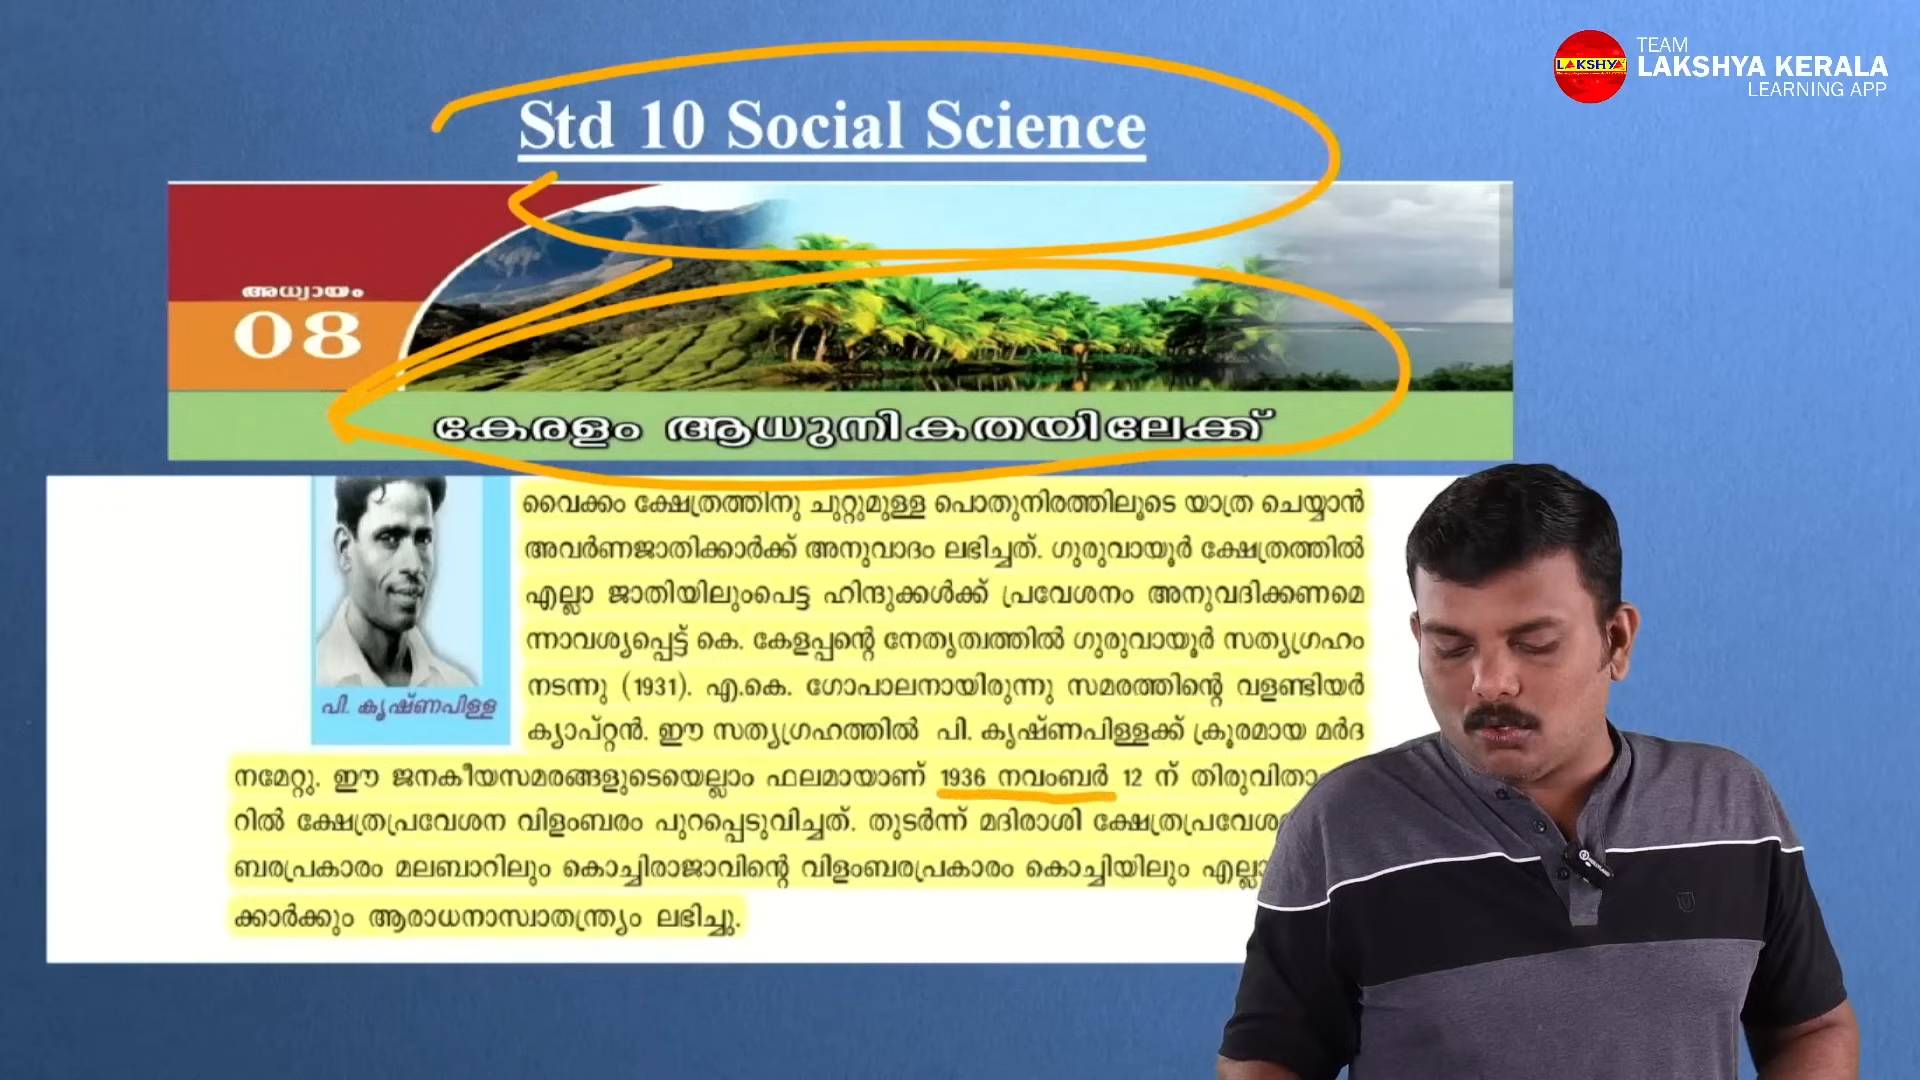 TEAM
LAKSHYA KERALA
LEARNING APP
LAKSHYA
Std 10 Social Science
അധ്യായം
08
കേരളം ആധുനികതയിലേക്ക്
വൈക്കം ക്ഷേത്രത്തിനു ചുറ്റുമുള്ള പൊതുനിരത്തിലൂടെ യാത്ര ചെയ്യാൻ
അവർണജാതിക്കാർക്ക് അനുവാദം ലഭിച്ചത്. ഗുരുവായൂർ ക്ഷേത്രത്തിൽ
എല്ലാ ജാതിയിലുംപെട്ട ഹിന്ദുക്കൾക്ക് പ്രവേശനം അനുവദിക്കണമെ
ന്നാവശ്യപ്പെട്ട് കെ. കേളപ്പന്റെ നേതൃത്വത്തിൽ ഗുരുവായൂർ സത്യഗ്രഹം
നടന്നു (1931). എ.കെ. ഗോപാലനായിരുന്നു സമരത്തിന്റെ വളണ്ടിയർ
ക്യാപ്റ്റൻ. ഈ സത്യഗ്രഹത്തിൽ പി. കൃഷ്ണപിള്ളക്ക് ക്രൂരമായ മർദ
പി. കൃഷ്ണപിള്ള
നമേറ്റു. ഈ ജനകീയസമരങ്ങളുടെയെല്ലാം ഫലമായാണ് 1936 നവംബർ 12 ന്
റിൽ ക്ഷേത്രപ്രവേശന വിളംബരം പുറപ്പെടുവിച്ചത്. തുടർന്ന് മദിരാശി
ബരപ്രകാരം മലബാറിലും കൊച്ചിരാജാവിന്റെ വിളംബരപ്രകാരം കൊച്ചിയിലും
ക്കാർക്കും ആരാധനാസ്വാതന്ത്ര്യം ലഭിച്ചു.